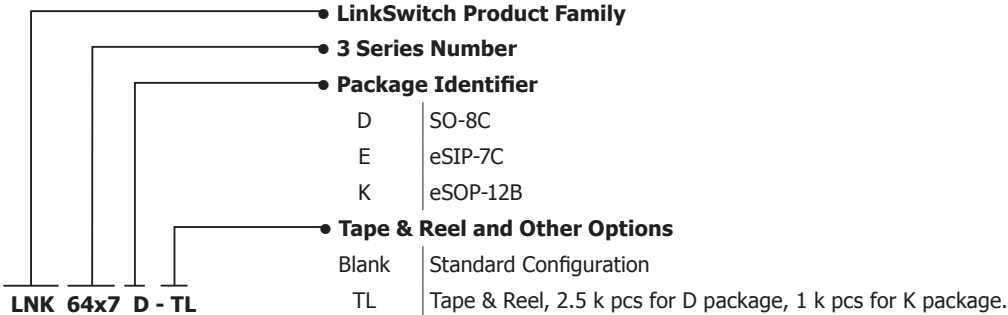 LinkSwitch Product Family
3 Series Number
Package Identifier
D SO-8C
E eSIP-7C
K eSOP-12B
Tape & Reel and Other Options
Blank Standard Configuration
TL Tape & Reel, 2.5 k pcs for D package, 1 k pcs for K package.
LNK 64x7 D - TL